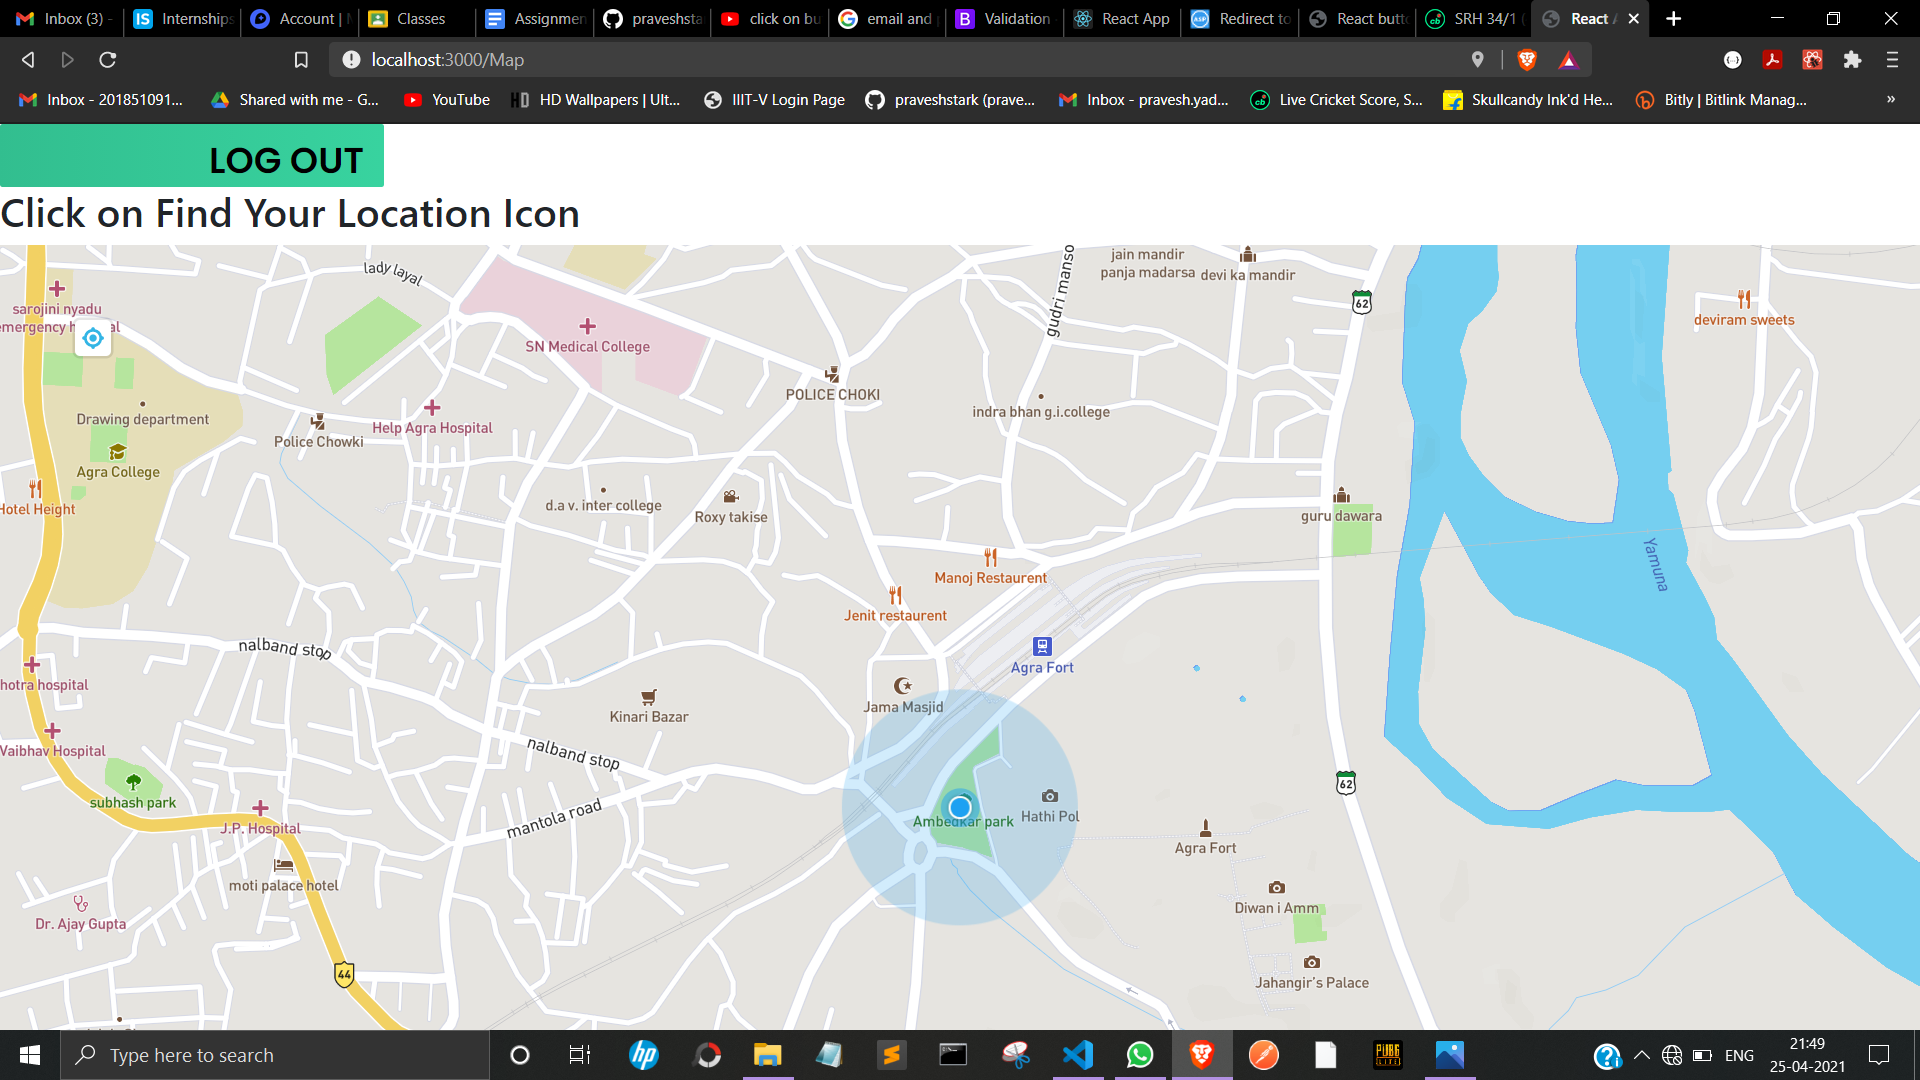 Inbox (3) -
Internships
Account | M
Classes
Assignmen
praveshsta
click on bu
email and p
Validation -
React App
Redirect to
React butto
SRH 34/1 (
React A
localhost:3000/Map
Inbox - 201851091...
Shared with me - G...
YouTube
HD Wallpapers | Ult...
IIIT-V Login Page
praveshstark (prave...
Inbox - pravesh.yad...
Live Cricket Score, S...
Skullcandy Ink'd He...
Bitly | Bitlink Manag...
»
LOG OUT
Click on Find Your Location Icon
lady layal
gudri manso
jain mandir
panja madarsa
devi ka mandir
62
sarojini nyadu
emergency
deviram sweets
SN Medical College
POLICE CHOKI
indra bhan g.i.college
Drawing department
Police Chowki
Help Agra Hospital
Agra College
Hotel Height
d.a v. inter college
Roxy takise
guru dawara
Yamuna
Manoj Restaurent
Jenit restaurent
nalband stop
Agra Fort
hotra hospital
Jama Masjid
Kinari Bazar
Vaibhav Hospital
nalband stop
62
subhash park
mantola road
J.P. Hospital
Ambedkar park
Hathi Pol
Agra Fort
moti palace hotel
Diwan i Amm
Dr. Ajay Gupta
44
Jahangir's Palace
Type here to search
ENG
21:49
25-04-2021